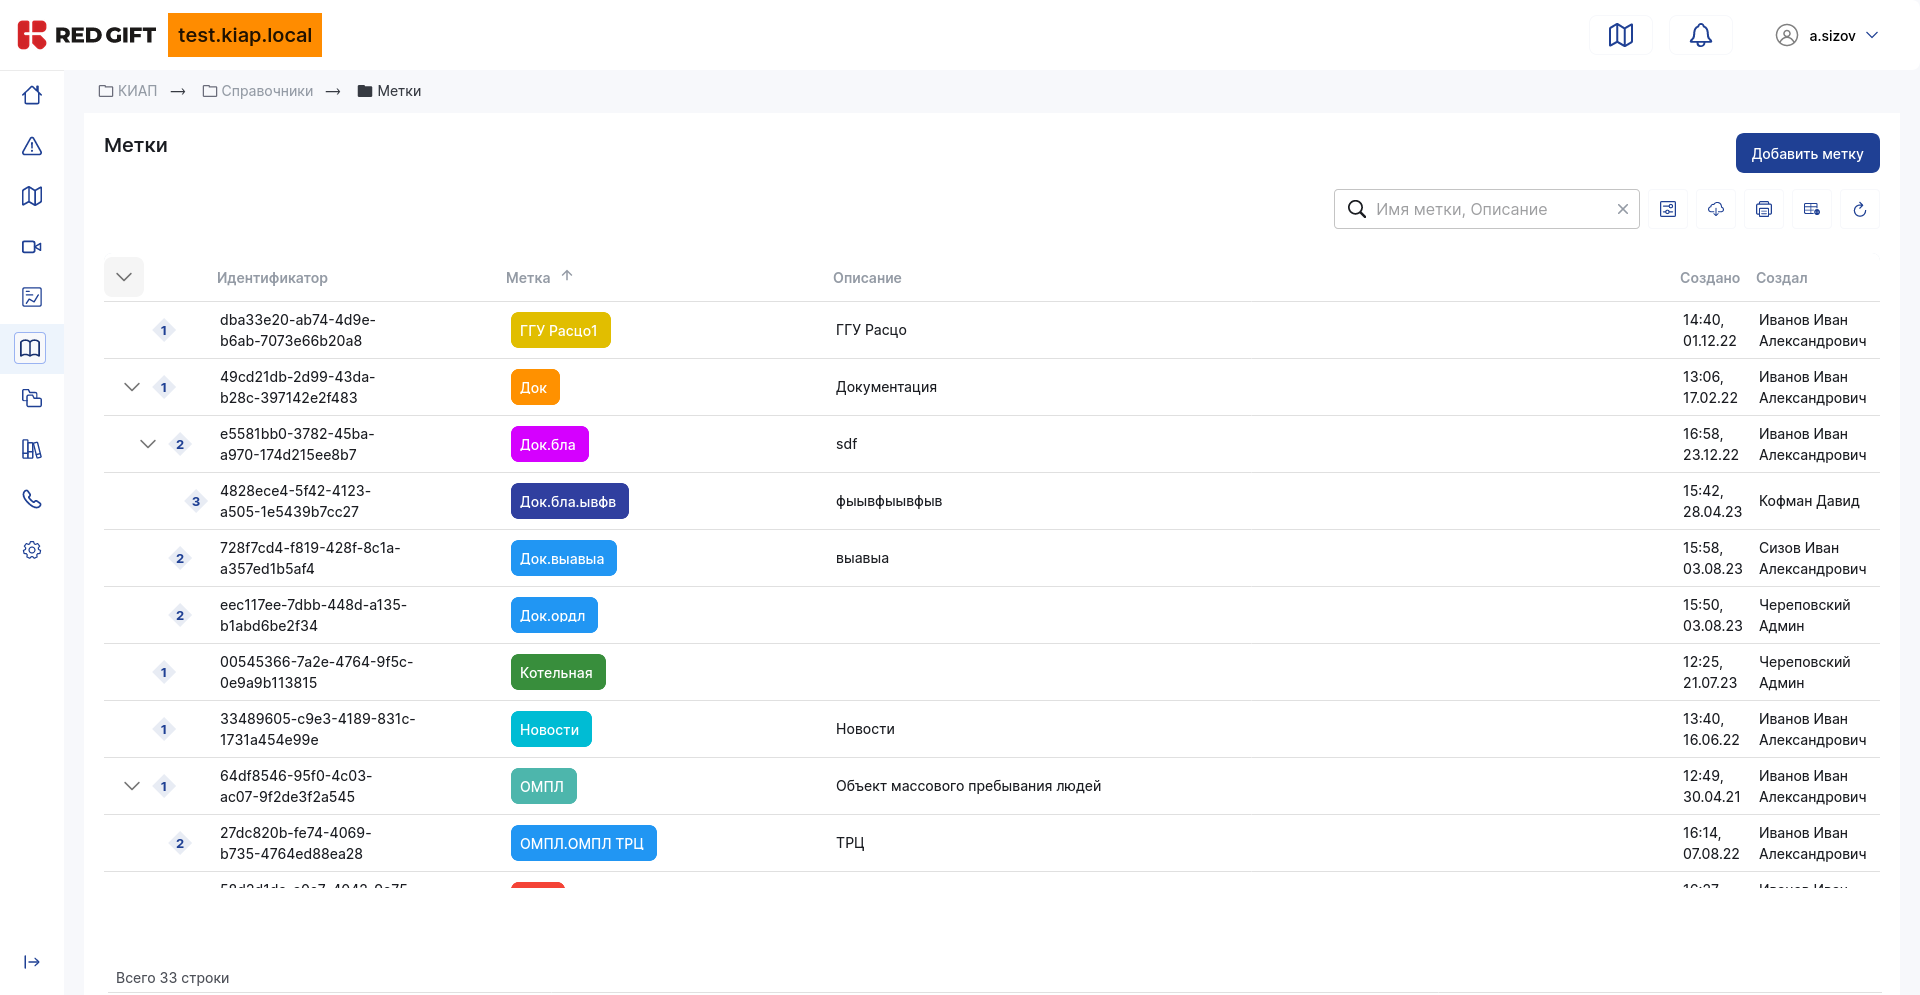 RED GIFT test.kiap.local a.sizov
КИАП → Справочники → Метки
Метки
Добавить метку
Имя метки, Описание
Идентификатор Метка Описание Создано Создал
1 dba33e20-ab74-4d9e- ГГУ Расцо1 ГГУ Расцо 14:40, Иванов Иван
b6ab-7073e66b20a8 01.12.22 Александрович
1 49cd21db-2d99-43da- Док Документация 13:06, Иванов Иван
b28c-397142e2f483 17.02.22 Александрович
2 e5581bb0-3782-45ba- Док.бла sdf 16:58, Иванов Иван
a970-174d215ee8b7 23.12.22 Александрович
3 4828ece4-5f42-4123- Док.бла.ывфв фыывфыывфыв 15:42, Кофман Давид
a505-1e5439b7cc27 28.04.23
2 728f7cd4-f819-428f-8c1a- Док.выавыа выавыа 15:58, Сизов Иван
a357ed1b5af4 03.08.23 Александрович
2 eec117ee-7dbb-448d-a135- Док.ордл 15:50, Череповский
b1abd6be2f34 03.08.23 Админ
1 00545366-7a2e-4764-9f5c- Котельная 12:25, Череповский
0e9a9b113815 21.07.23 Админ
1 33489605-c9e3-4189-831c- Новости Новости 13:40, Иванов Иван
1731a454e99e 16.06.22 Александрович
1 64df8546-95f0-4c03- ОМПЛ Объект массового пребывания людей 12:49, Иванов Иван
ac07-9f2de3f2a545 30.04.21 Александрович
2 27dc820b-fe74-4069- ОМПЛ.ОМПЛ ТРЦ ТРЦ 16:14, Иванов Иван
b735-4764ed88ea28 07.08.22 Александрович
Всего 33 строки